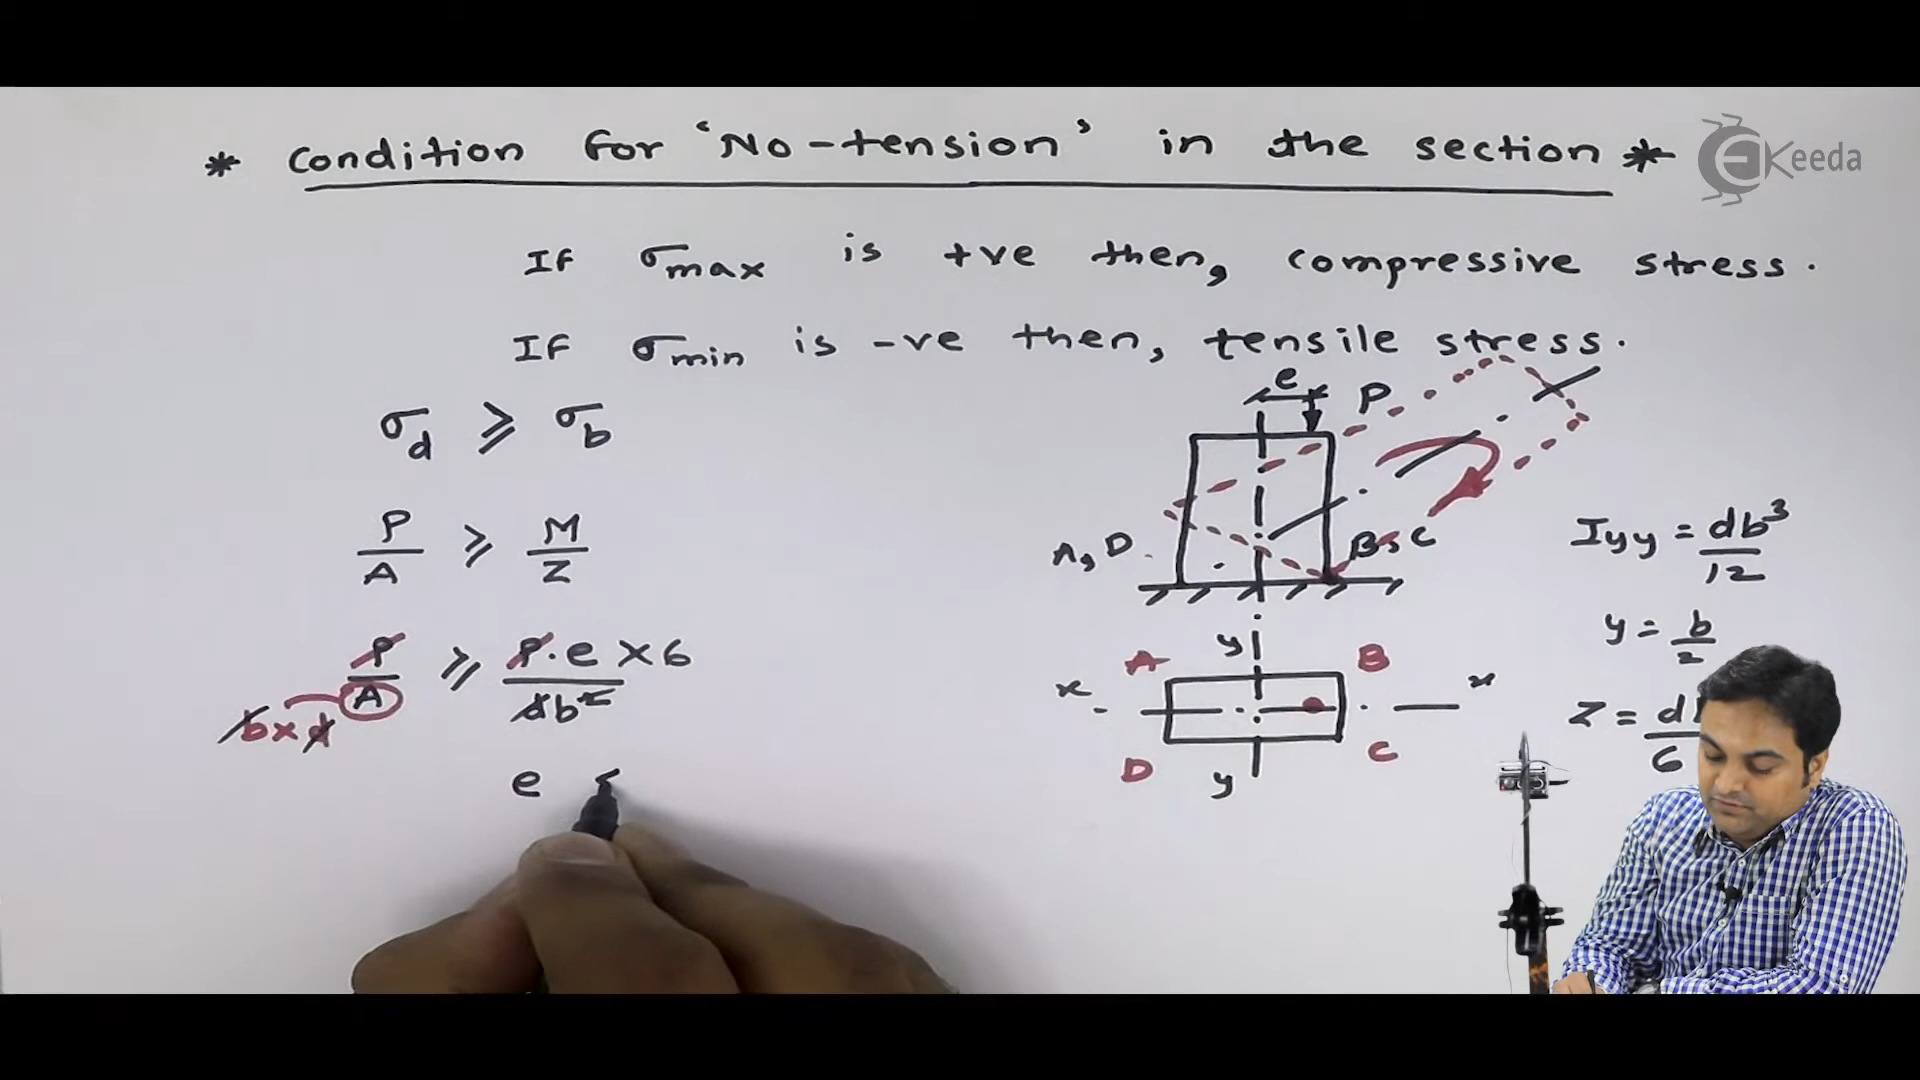 * Condition for 'No-tension' in the section *
Keeda
If σmax is +ve then, compressive stress.
If σmin is -ve then, tensile stress.
σd ⩾ σb
P/A ⩾ M/Z
P/A ⩾ P·e×6/db²
b×d
e
e
P
A, D
B, C
y
A
B
x
x
D
C
y
Iyy = db³/12
y = b/2
Z = d
6